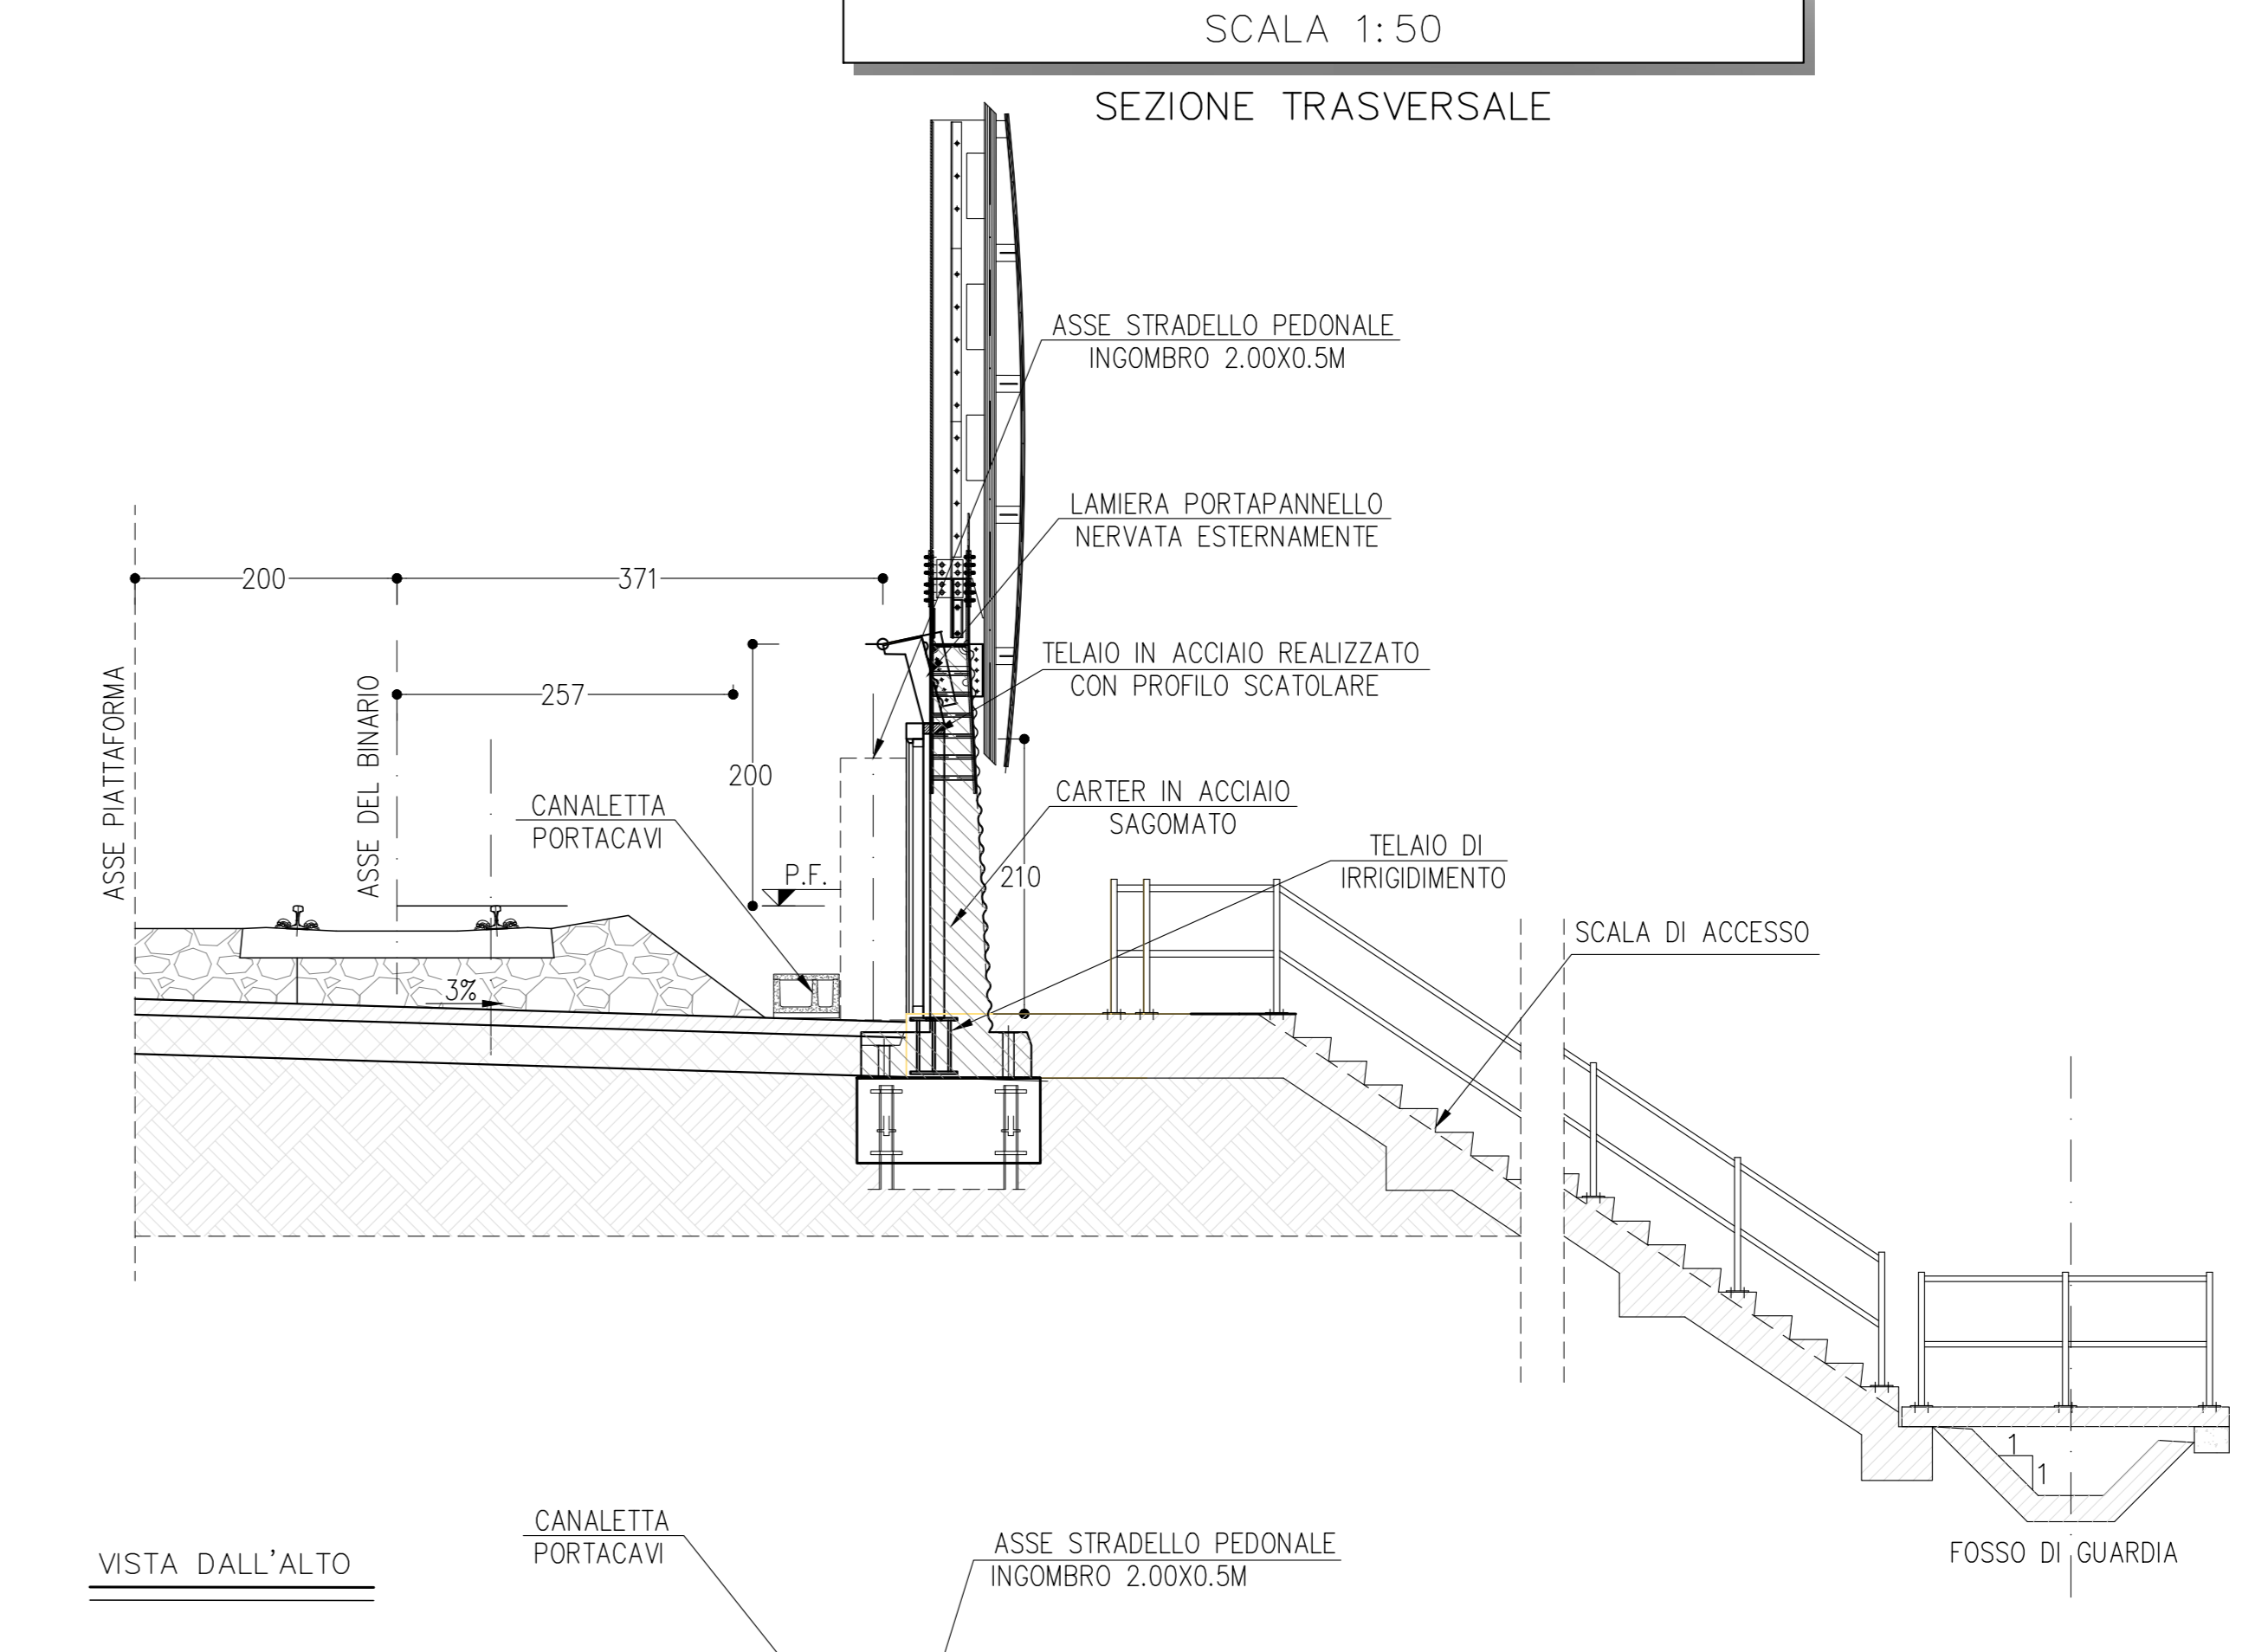 SCALA 1:50
SEZIONE TRASVERSALE
ASSE STRADELLO PEDONALE
INGOMBRO 2.00X0.5M
LAMIERA PORTAPANNELLO
NERVATA ESTERNAMENTE
200
371
TELAIO IN ACCIAIO REALIZZATO
CON PROFILO SCATOLARE
257
ASSE PIATTAFORMA
ASSE DEL BINARIO
200
CANALETTA
PORTACAVI
CARTER IN ACCIAIO
SAGOMATO
P.F.
210
TELAIO DI
IRRIGIDIMENTO
SCALA DI ACCESSO
3%
1
1
FOSSO DI GUARDIA
VISTA DALL'ALTO
CANALETTA
PORTACAVI
ASSE STRADELLO PEDONALE
INGOMBRO 2.00X0.5M